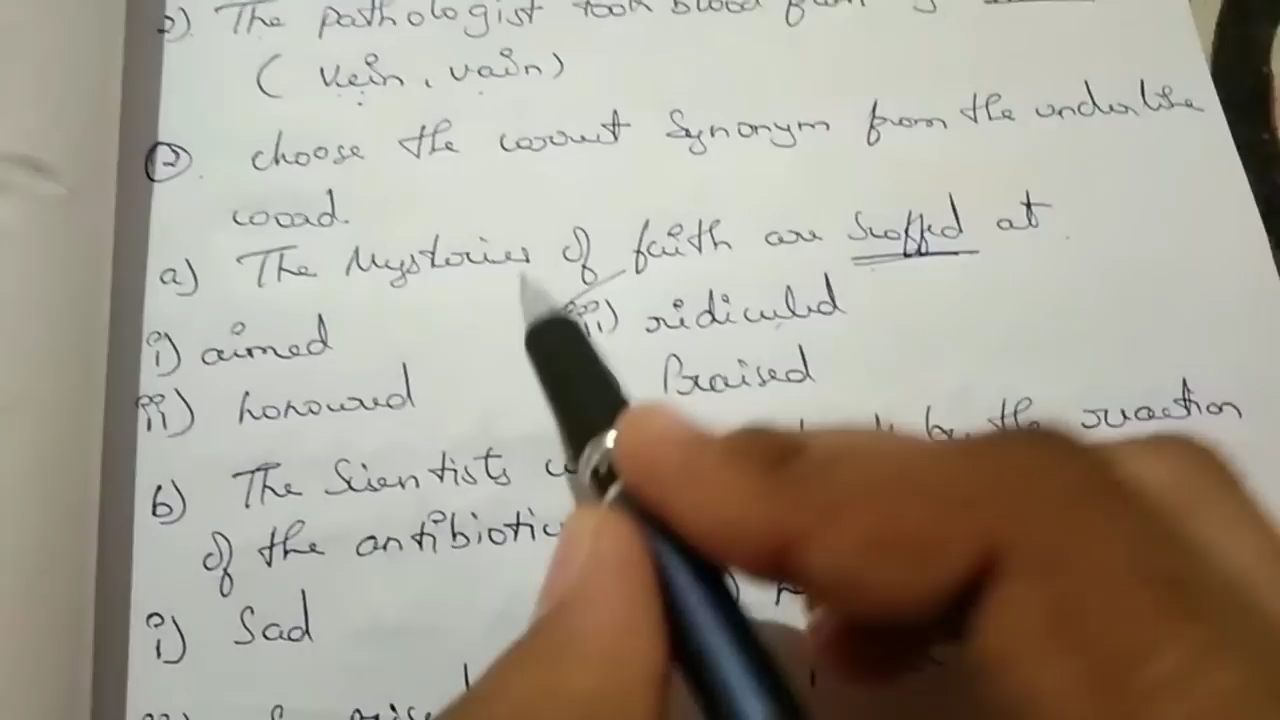 b). The pathologist took blood from
( vein, vain)
2. choose the correct Synonym from the underline
word.
a) The Mysteries of faith are Scoffed at
i) aimed iii) ridiculed
ii) honoured Praised
b) The Scientists by the reaction
of the antibiotic
i) Sad